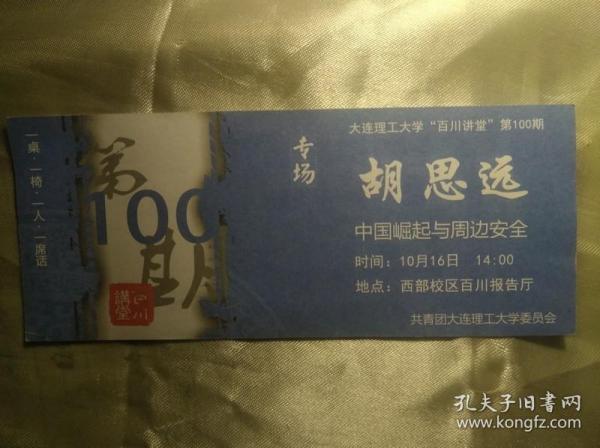 一桌·一椅·一人·一席话
第
100
期
百川
講堂
大连理工大学“百川讲堂”第100期
专场
胡思远
中国崛起与周边安全
时间：10月16日 14:00
地点：西部校区百川报告厅
共青团大连理工大学委员会
孔夫子旧书网
www.kongfz.com